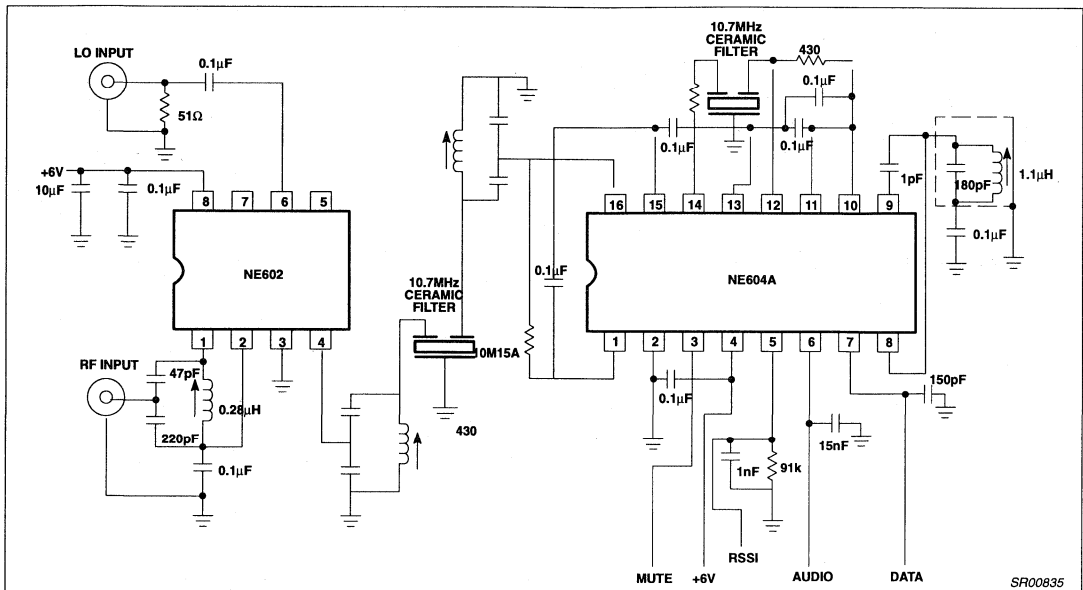 LO INPUT
0.1µF
51Ω
+6V
10µF
0.1µF
8
7
6
5
NE602
1
2
3
4
RF INPUT
47pF
0.28µH
220pF
0.1µF
10.7MHz
CERAMIC
FILTER
10M15A
430
10.7MHz
CERAMIC
FILTER
430
0.1µF
0.1µF
0.1µF
0.1µF
1pF
180pF
1.1µH
0.1µF
16
15
14
13
12
11
10
9
NE604A
1
2
3
4
5
6
7
8
0.1µF
1nF
91k
15nF
150pF
MUTE
+6V
RSSI
AUDIO
DATA
SR00835